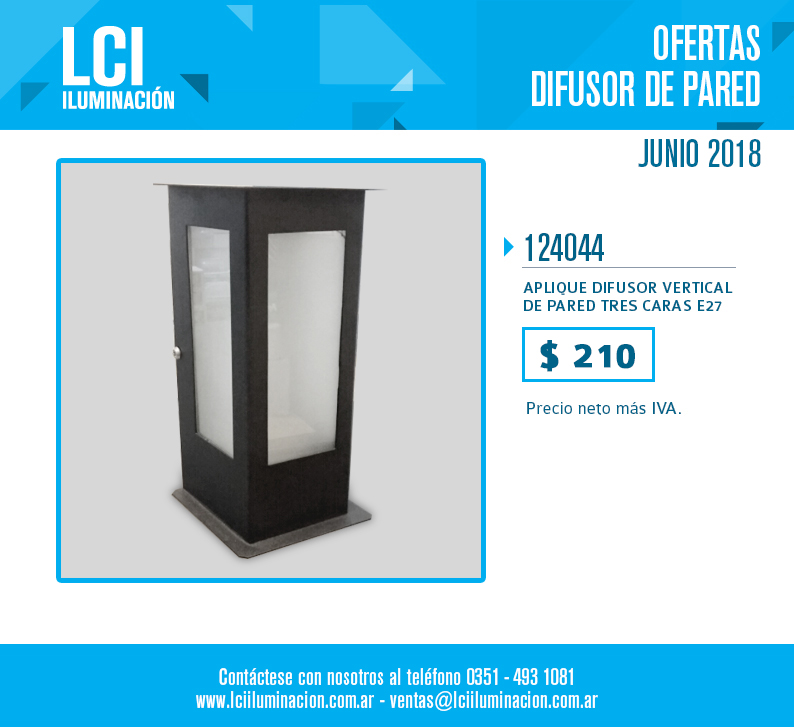 LCI
ILUMINACIÓN
OFERTAS
DIFUSOR DE PARED
JUNIO 2018
124044
APLIQUE DIFUSOR VERTICAL
DE PARED TRES CARAS E27
$ 210
Precio neto más IVA.
Contáctese con nosotros al teléfono 0351 - 493 1081
www.lciiluminacion.com.ar - ventas@lciiluminacion.com.ar